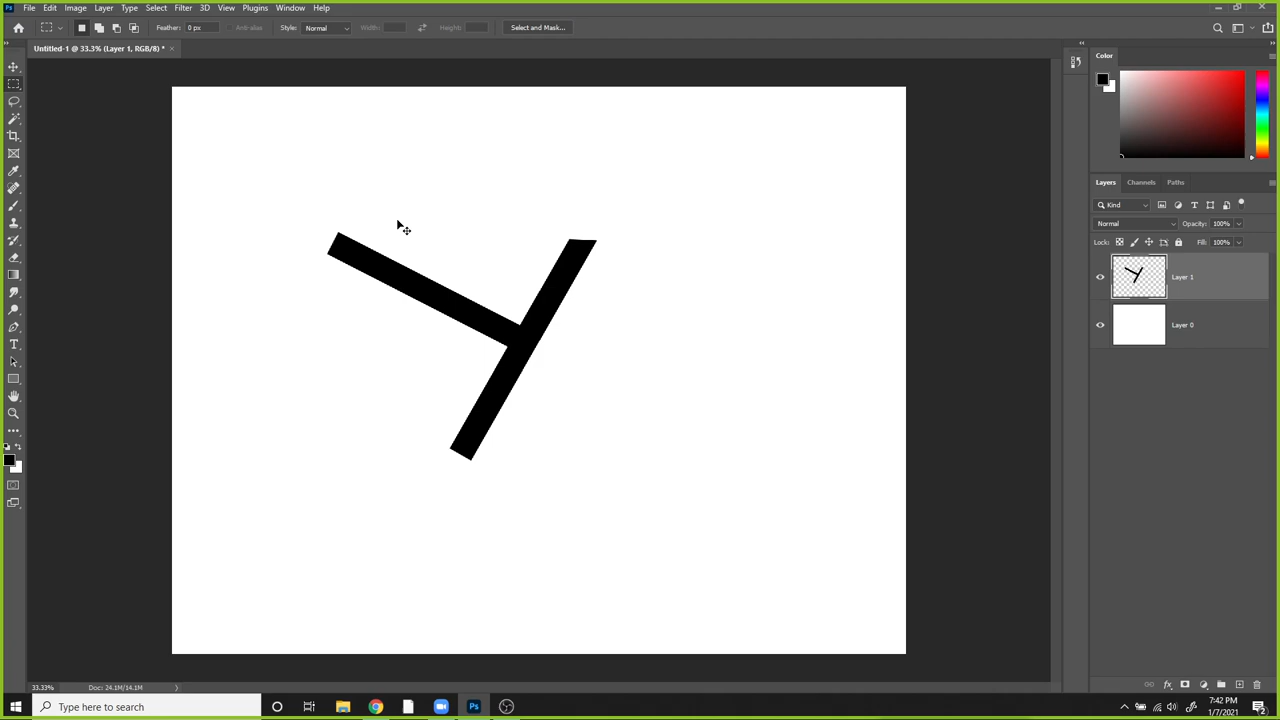 Ps File Edit Image Layer Type Select Filter 3D View Plugins Window Help
Feather: 0 px Anti-alias Style: Normal Width: Height: Select and Mask...
Untitled-1 @ 33.3% (Layer 1, RGB/8) * ×
Color
Layers Channels Paths
Kind
Normal Opacity: 100%
Lock: Fill: 100%
Layer 1
Layer 0
33.33% Doc: 24.1M/14.1M
Type here to search
Ps
7:42 PM
1/7/2021
2